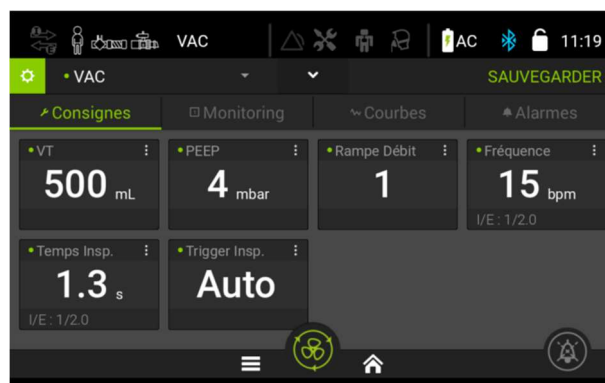 VAC AC 11:19
• VAC SAUVEGARDER
Consignes Monitoring Courbes Alarmes
• VT • PEEP • Rampe Débit • Fréquence
500 mL 4 mbar 1 15 bpm
I/E : 1/2.0
• Temps Insp. • Trigger Insp.
1.3 s Auto
I/E : 1/2.0